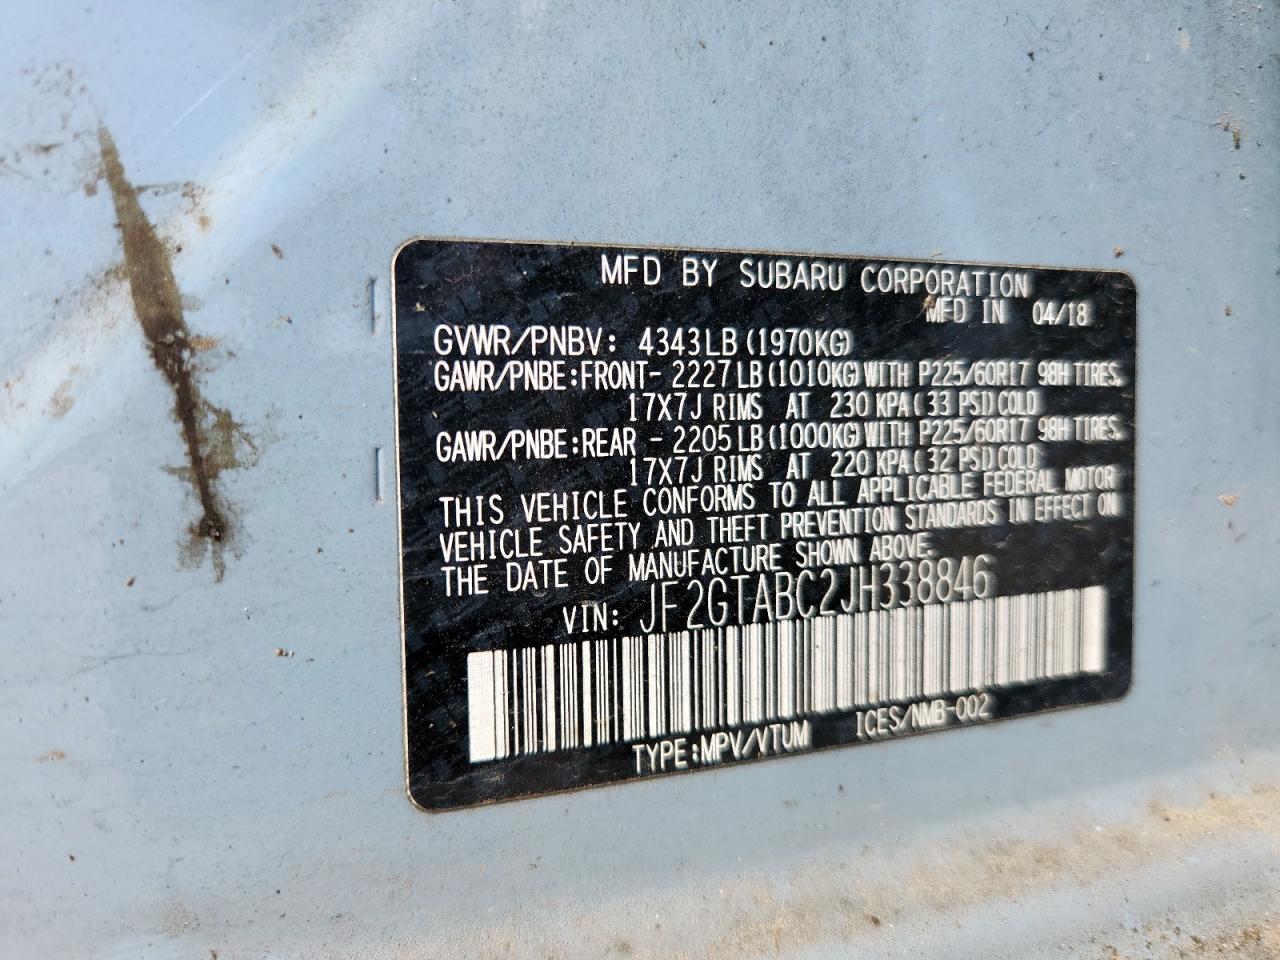 MFD BY SUBARU CORPORATION
MFD IN 04/18
GVWR/PNBV: 4343LB(1970KG)
GAWR/PNBE:FRONT- 2227LB(1010KG)WITH P225/60R17 98H TIRES,
17X7J RIMS AT 230 KPA(33 PSI)COLD
GAWR/PNBE:REAR - 2205LB(1000KG)WITH P225/60R17 98H TIRES,
17X7J RIMS AT 220 KPA(32 PSI)COLD
THIS VEHICLE CONFORMS TO ALL APPLICABLE FEDERAL MOTOR
VEHICLE SAFETY AND THEFT PREVENTION STANDARDS IN EFFECT ON
THE DATE OF MANUFACTURE SHOWN ABOVE.
VIN: JF2GTABC2JH338846
TYPE:MPV/VTUM ICES/NMB-002